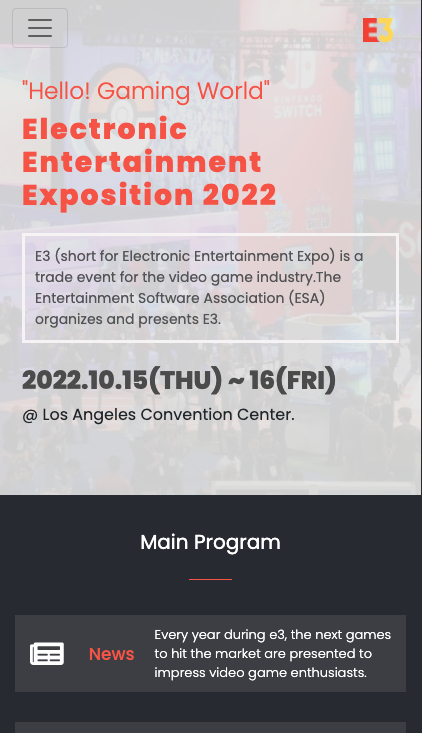 E3
"Hello! Gaming World"
Electronic
Entertainment
Exposition 2022
NINTENDO
SWITCH
E3 (short for Electronic Entertainment Expo) is a
trade event for the video game industry.The
Entertainment Software Association (ESA)
organizes and presents E3.
2022.10.15(THU) ~ 16(FRI)
@ Los Angeles Convention Center.
Main Program
News
Every year during e3, the next games
to hit the market are presented to
impress video game enthusiasts.